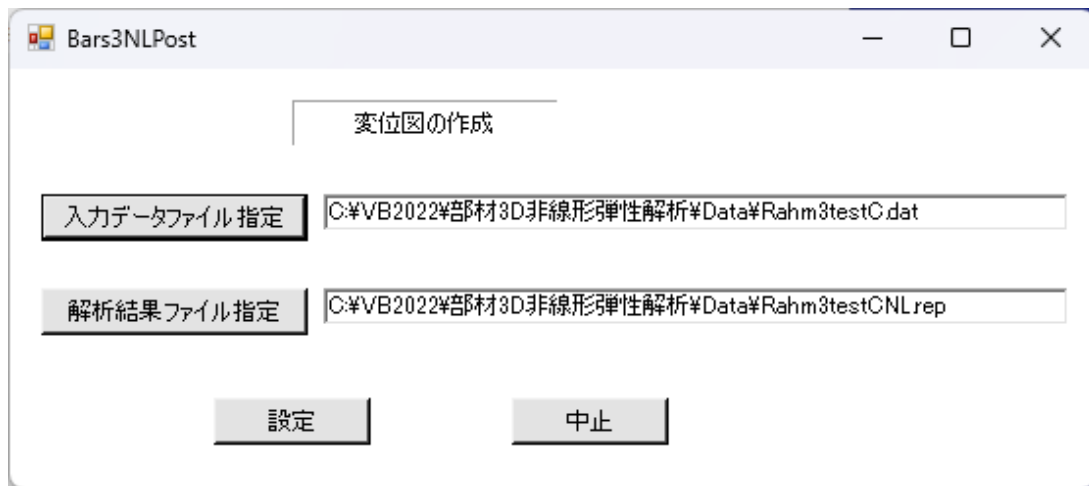 Bars3NLPost
変位図の作成
入力データファイル指定 C:¥VB2022¥部材3D非線形弾性解析¥Data¥Rahm3testC.dat
解析結果ファイル指定 C:¥VB2022¥部材3D非線形弾性解析¥Data¥Rahm3testCNL.rep
設定 中止